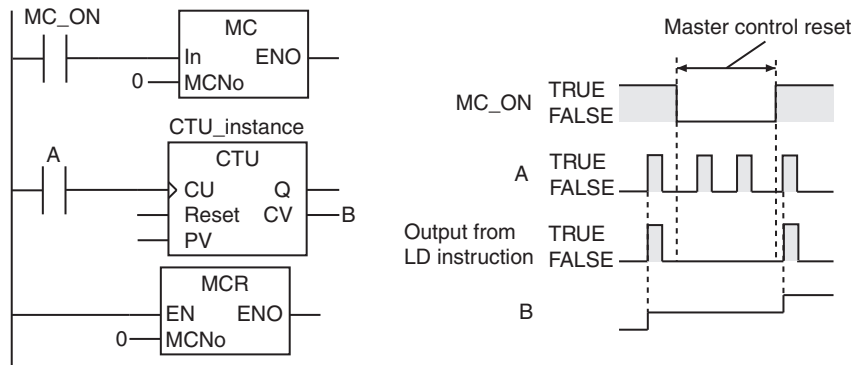 MC_ON
MC
In ENO
0 MCNo
CTU_instance
A
CTU
CU Q
Reset CV B
PV
MCR
EN ENO
0 MCNo
Master control reset
MC_ON TRUE
FALSE
A TRUE
FALSE
Output from TRUE
LD instruction FALSE
B